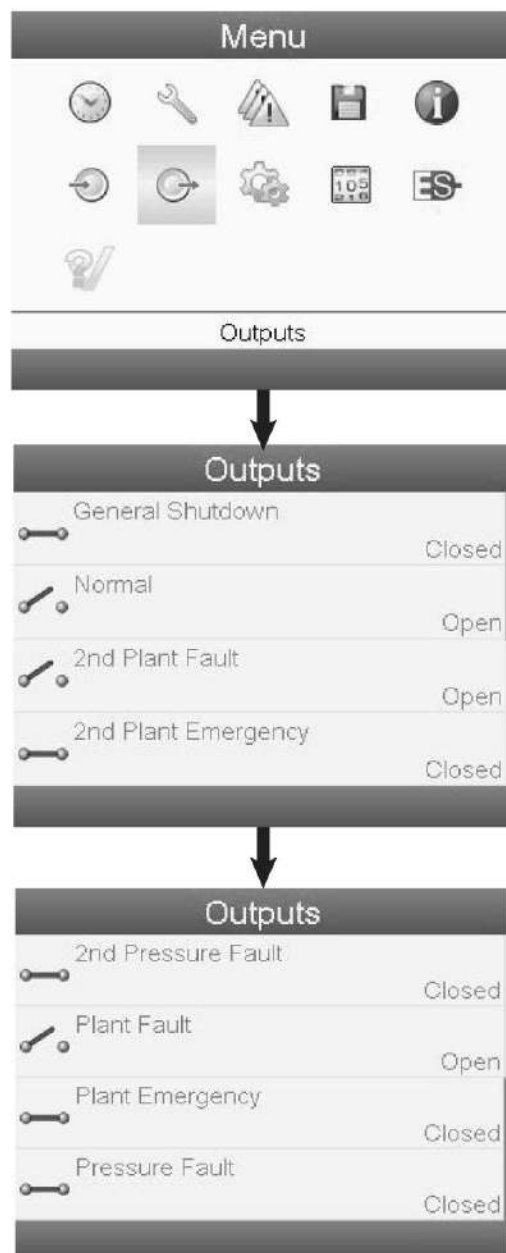 Menu
105
Outputs
Outputs
General Shutdown
Closed
Normal
Open
2nd Plant Fault
Open
2nd Plant Emergency
Closed
Outputs
2nd Pressure Fault
Closed
Plant Fault
Open
Plant Emergency
Closed
Pressure Fault
Closed